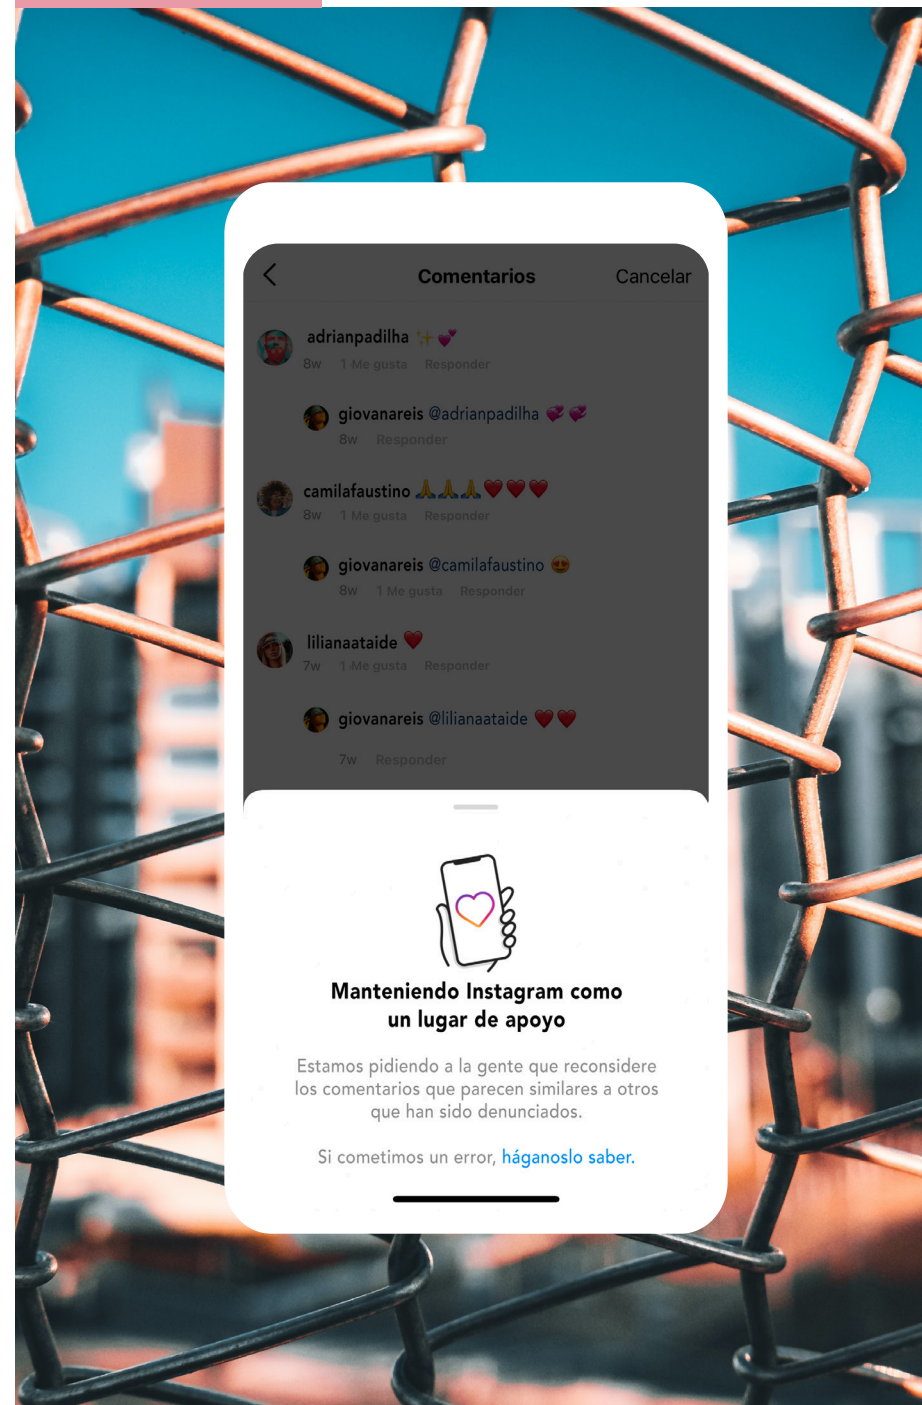 Comentarios Cancelar
adrianpadilha ✨ 💕
8w 1 Me gusta Responder
giovanareis @adrianpadilha 💞 💞
8w Responder
camilafaustino 🙏🙏🙏❤️❤️❤️
8w 1 Me gusta Responder
giovanareis @camilafaustino 😍
8w 1 Me gusta Responder
lilianaataide ❤️
7w 1 Me gusta Responder
giovanareis @lilianaataide ❤️❤️
7w Responder
Manteniendo Instagram como
un lugar de apoyo
Estamos pidiendo a la gente que reconsidere
los comentarios que parecen similares a otros
que han sido denunciados.
Si cometimos un error, háganoslo saber.